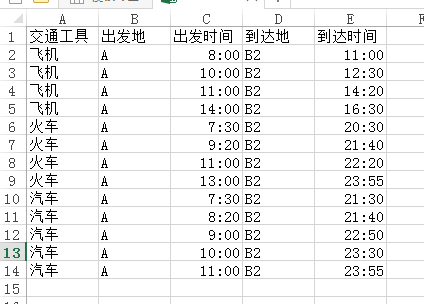 A B C D E
1 交通工具 出发地 出发时间 到达地 到达时间
2 飞机 A 8:00 B2 11:00
3 飞机 A 10:00 B2 12:30
4 飞机 A 11:00 B2 14:20
5 飞机 A 14:00 B2 16:30
6 火车 A 7:30 B2 20:30
7 火车 A 9:20 B2 21:40
8 火车 A 11:00 B2 22:20
9 火车 A 13:00 B2 23:55
10 汽车 A 7:30 B2 21:30
11 汽车 A 8:20 B2 21:40
12 汽车 A 9:00 B2 22:50
13 汽车 A 10:00 B2 23:30
14 汽车 A 11:00 B2 23:55
15